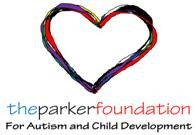 theparkerfoundation
For Autism and Child Development